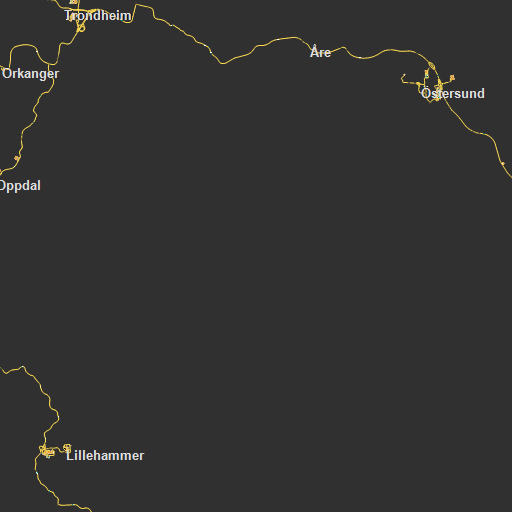 Trondheim
Åre
Orkanger
Östersund
Oppdal
Lillehammer